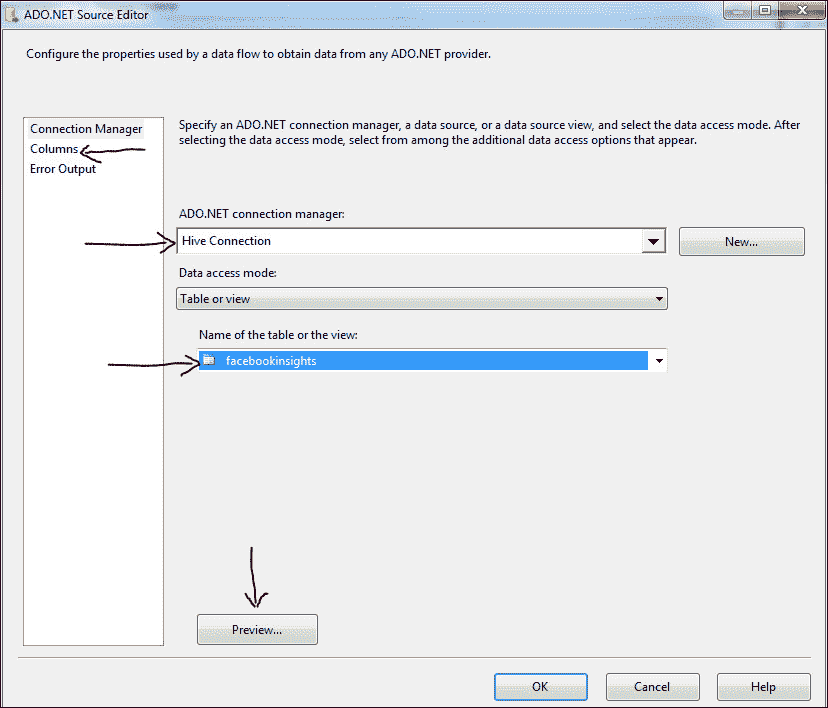 ADO.NET Source Editor
Configure the properties used by a data flow to obtain data from any ADO.NET provider.
Connection Manager
Columns
Error Output
Specify an ADO.NET connection manager, a data source, or a data source view, and select the data access mode. After
selecting the data access mode, select from among the additional data access options that appear.
ADO.NET connection manager:
Hive Connection
New...
Data access mode:
Table or view
Name of the table or the view:
facebookinsights
Preview...
OK
Cancel
Help